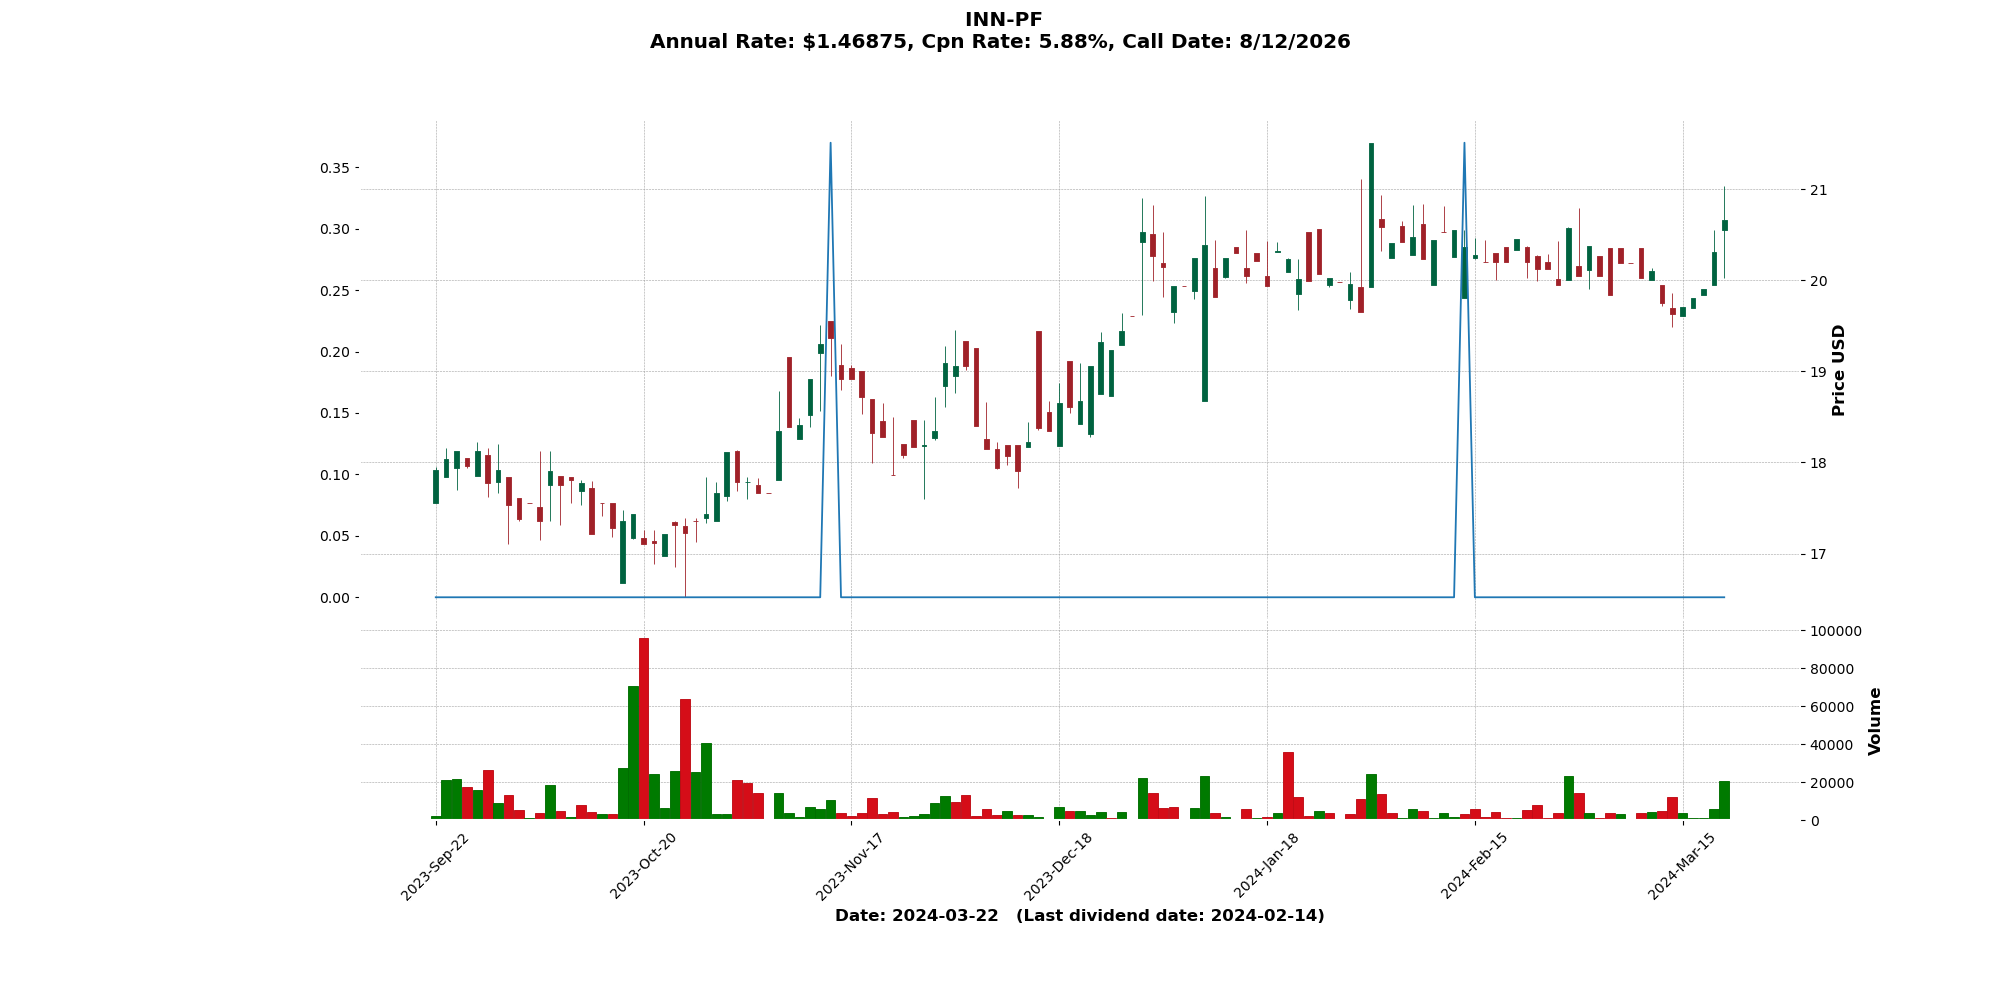 INN-PF
Annual Rate: $1.46875, Cpn Rate: 5.88%, Call Date: 8/12/2026
0.35
0.30
0.25
0.20
0.15
0.10
0.05
0.00
21
20
19
18
17
Price USD
100000
80000
60000
40000
20000
0
Volume
2023-Sep-22
2023-Oct-20
2023-Nov-17
2023-Dec-18
2024-Jan-18
2024-Feb-15
2024-Mar-15
Date: 2024-03-22 (Last dividend date: 2024-02-14)